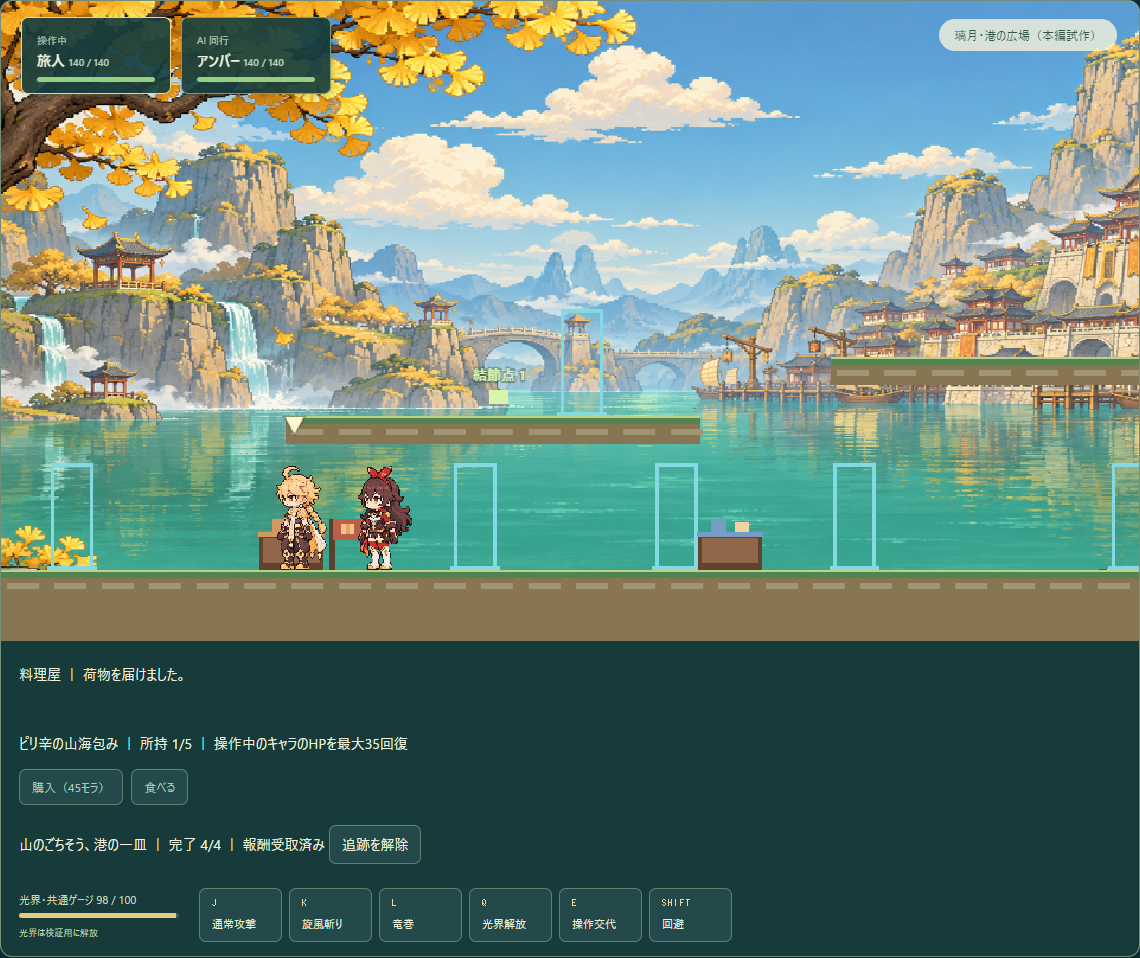 操作中
旅人 140 / 140
AI 同行
アンバー 140 / 140
璃月・港の広場（本編試作）
結節点 1
料理屋 | 荷物を届けました。
ピリ辛の山海包み | 所持 1/5 | 操作中のキャラのHPを最大35回復
購入（45モラ）
食べる
山のごちそう、港の一皿 | 完了 4/4 | 報酬受取済み
追跡を解除
光界・共通ゲージ 98 / 100
光界は検証用に解放
J
通常攻撃
K
旋風斬り
L
竜巻
Q
光界解放
E
操作交代
SHIFT
回避